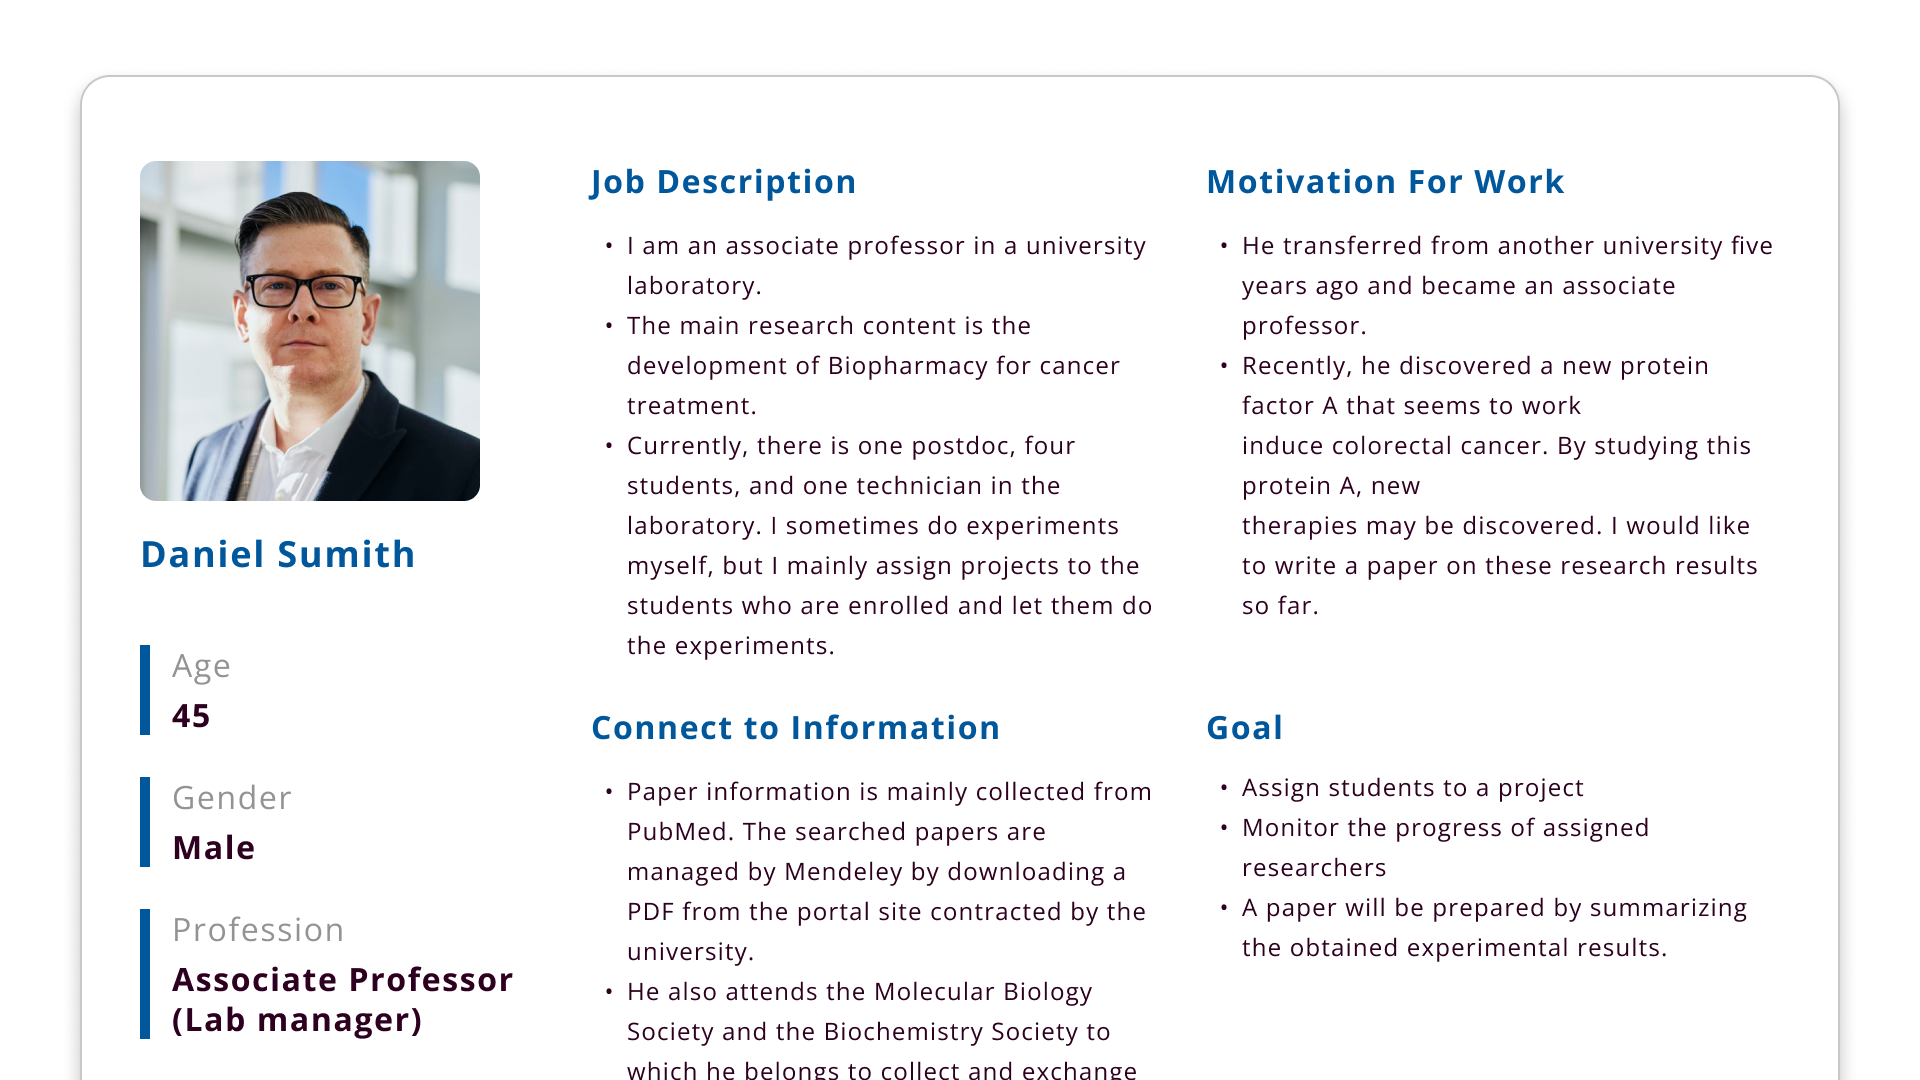 Daniel Sumith
Age
45
Gender
Male
Profession
Associate Professor
(Lab manager)
Job Description
• I am an associate professor in a university
laboratory.
• The main research content is the
development of Biopharmacy for cancer
treatment.
• Currently, there is one postdoc, four
students, and one technician in the
laboratory. I sometimes do experiments
myself, but I mainly assign projects to the
students who are enrolled and let them do
the experiments.
Motivation For Work
• He transferred from another university five
years ago and became an associate
professor.
• Recently, he discovered a new protein
factor A that seems to work
induce colorectal cancer. By studying this
protein A, new
therapies may be discovered. I would like
to write a paper on these research results
so far.
Connect to Information
• Paper information is mainly collected from
PubMed. The searched papers are
managed by Mendeley by downloading a
PDF from the portal site contracted by the
university.
• He also attends the Molecular Biology
Society and the Biochemistry Society to
which he belongs to collect and exchange
Goal
• Assign students to a project
• Monitor the progress of assigned
researchers
• A paper will be prepared by summarizing
the obtained experimental results.